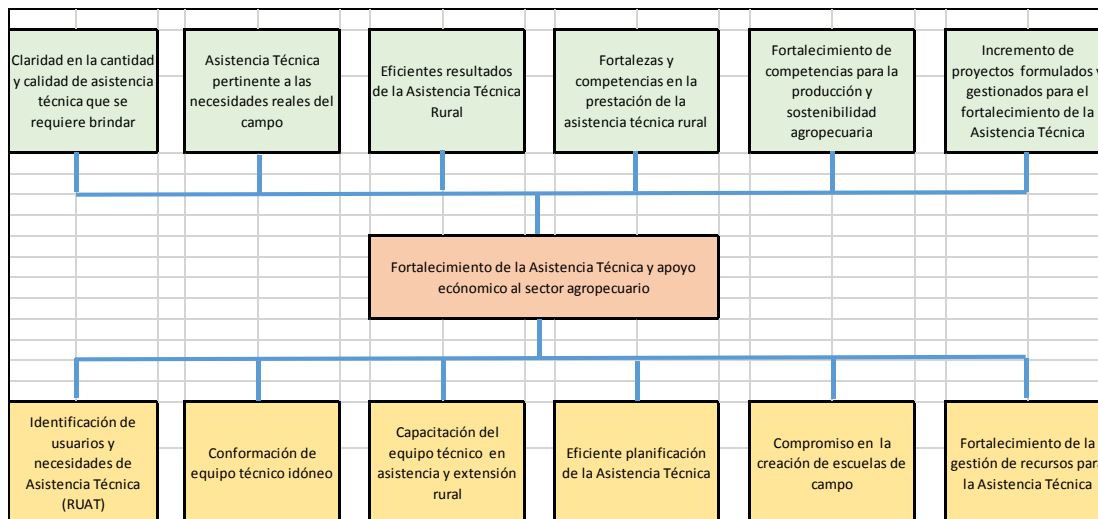 Claridad en la cantidad
y calidad de asistencia
técnica que se
requiere brindar
Asistencia Técnica
pertinente a las
necesidades reales del
campo
Eficientes resultados
de la Asistencia Técnica
Rural
Fortalezas y
competencias en la
prestación de la
asistencia técnica rural
Fortalecimiento de
competencias para la
producción y
sostenibilidad
agropecuaria
Incremento de
proyectos formulados y
gestionados para el
fortalecimiento de la
Asistencia Técnica
Fortalecimiento de la Asistencia Técnica y apoyo
ecónomico al sector agropecuario
Identificación de
usuarios y
necesidades de
Asistencia Técnica
(RUAT)
Conformación de
equipo técnico idóneo
Capacitación del
equipo técnico en
asistencia y extensión
rural
Eficiente planificación
de la Asistencia Técnica
Compromiso en la
creación de escuelas de
campo
Fortalecimiento de la
gestión de recursos para
la Asistencia Técnica